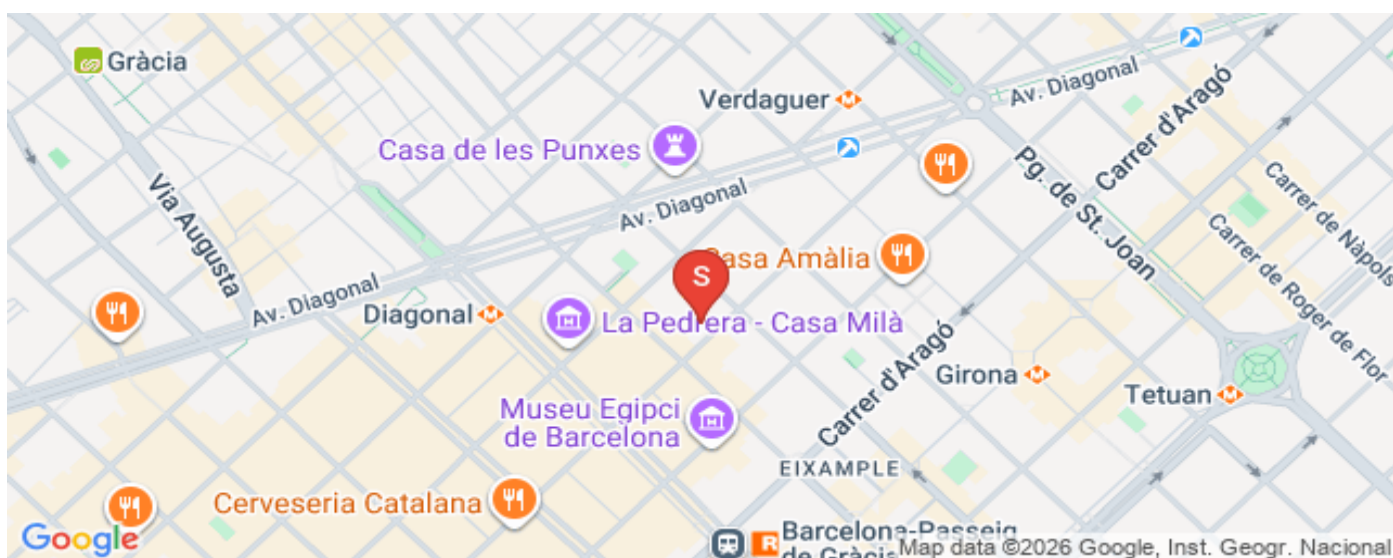 Gràcia
Av. Diagonal
Carrer d'Aragó
Verdaguer
Casa de les Punxes
Pg. de St. Joan
Carrer de Nàpols
Via Augusta
Av. Diagonal
Carrer de Roger de Flor
Casa Amàlia
S
Av. Diagonal
Diagonal
La Pedrera - Casa Milà
Carrer d'Aragó
Girona
Tetuan
Museu Egipci
de Barcelona
EIXAMPLE
Cerveseria Catalana
R
Barcelona-Passeig
de Gràcia
Google
Map data ©2026 Google, Inst. Geogr. Nacional